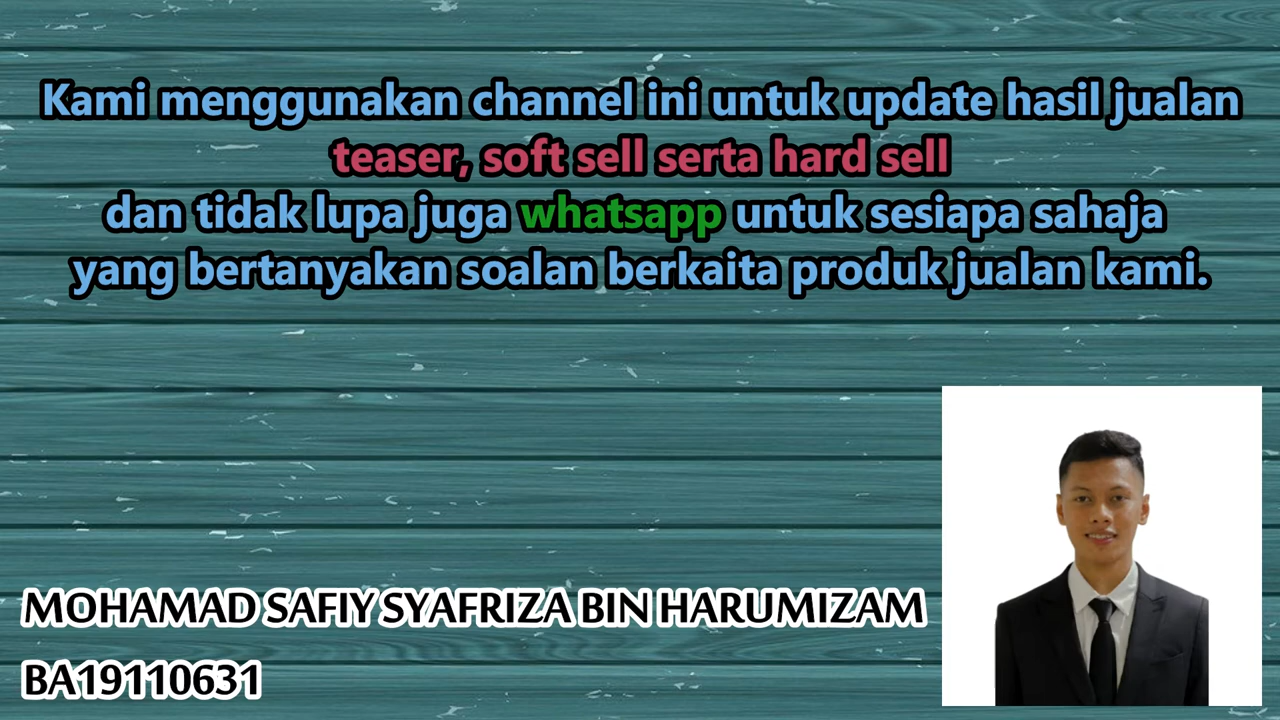 Kami menggunakan channel ini untuk update hasil jualan
teaser, soft sell serta hard sell
dan tidak lupa juga whatsapp untuk sesiapa sahaja
yang bertanyakan soalan berkaita produk jualan kami.
MOHAMAD SAFIY SYAFRIZA BIN HARUMIZAM
BA19110631